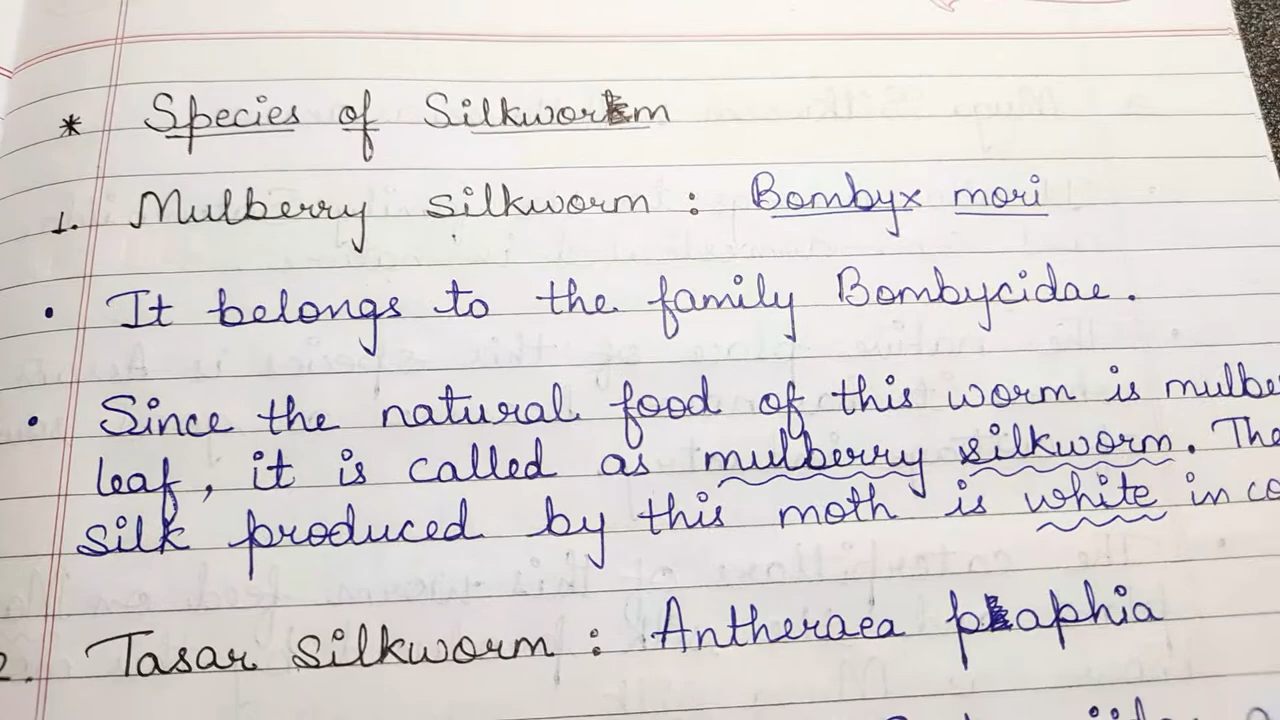 * Species of Silkworm
1. Mulberry silkworm : Bombyx mori
• It belongs to the family Bombycidae.
• Since the natural food of this worm is mulbe
leaf, it is called as mulberry silkworm. The
silk produced by this moth is white in co
2. Tasar silkworm : Antheraea paphia